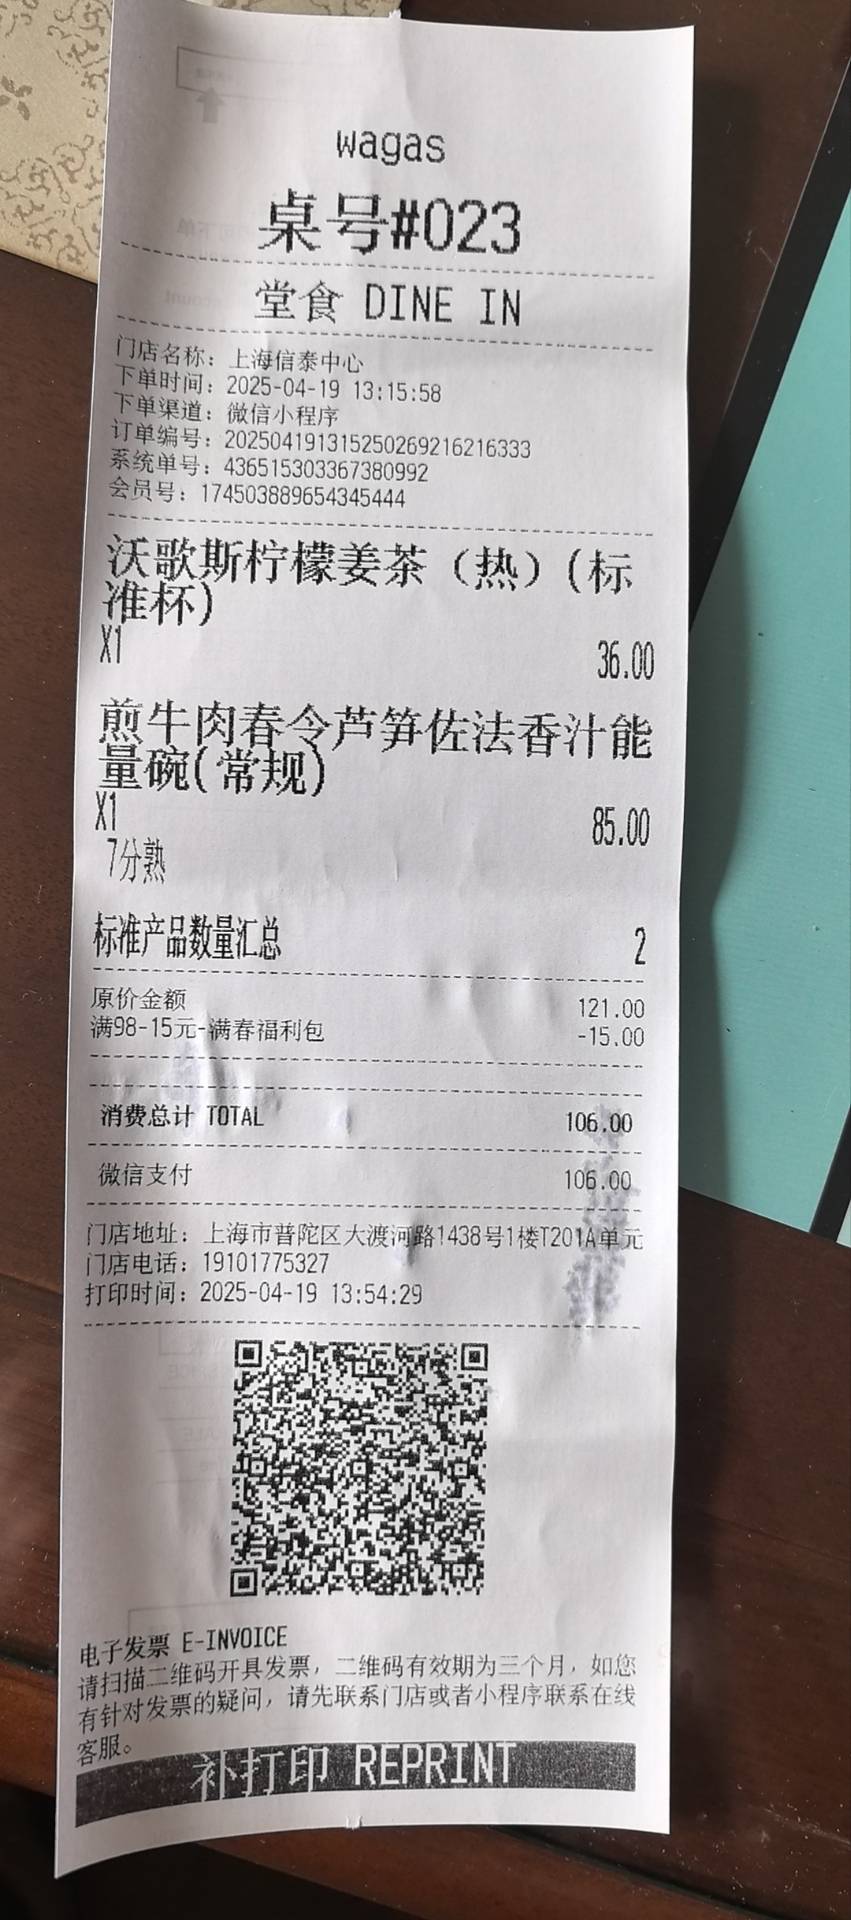 wagas
桌号#023
堂食 DINE IN
门店名称：上海信泰中心
下单时间：2025-04-19 13:15:58
下单渠道：微信小程序
订单编号：2025041913152502692162​16333
系统单号：436515303367380992
会员号：174503889654345444
沃歌斯柠檬姜茶（热）(标
准杯)
X1 36.00
煎牛肉春令芦笋佐法香汁能
量碗(常规)
X1 85.00
7分熟
标准产品数量汇总 2
原价金额 121.00
满98-15元-满春福利包 -15.00
消费总计 TOTAL 106.00
微信支付 106.00
门店地址：上海市普陀区大渡河路1438号1楼T201A单元
门店电话：19101775327
打印时间：2025-04-19 13:54:29
电子发票 E-INVOICE
请扫描二维码开具发票，二维码有效期为三个月，如您
有针对发票的疑问，请先联系门店或者小程序联系在线
客服。
补打印 REPRINT